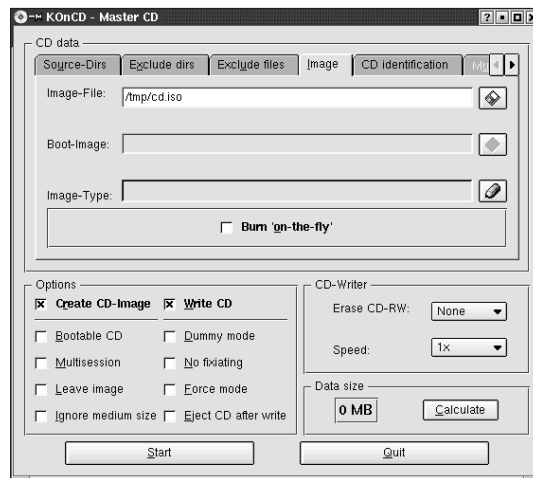 KOnCD - Master CD
CD data
Source-Dirs Exclude dirs Exclude files Image CD identification
Image-File: /tmp/cd.iso
Boot-Image:
Image-Type:
Burn 'on-the-fly'
Options
Create CD-Image Write CD
Bootable CD Dummy mode
Multisession No fixiating
Leave image Force mode
Ignore medium size Eject CD after write
CD-Writer
Erase CD-RW: None
Speed: 1x
Data size
0 MB Calculate
Start Quit